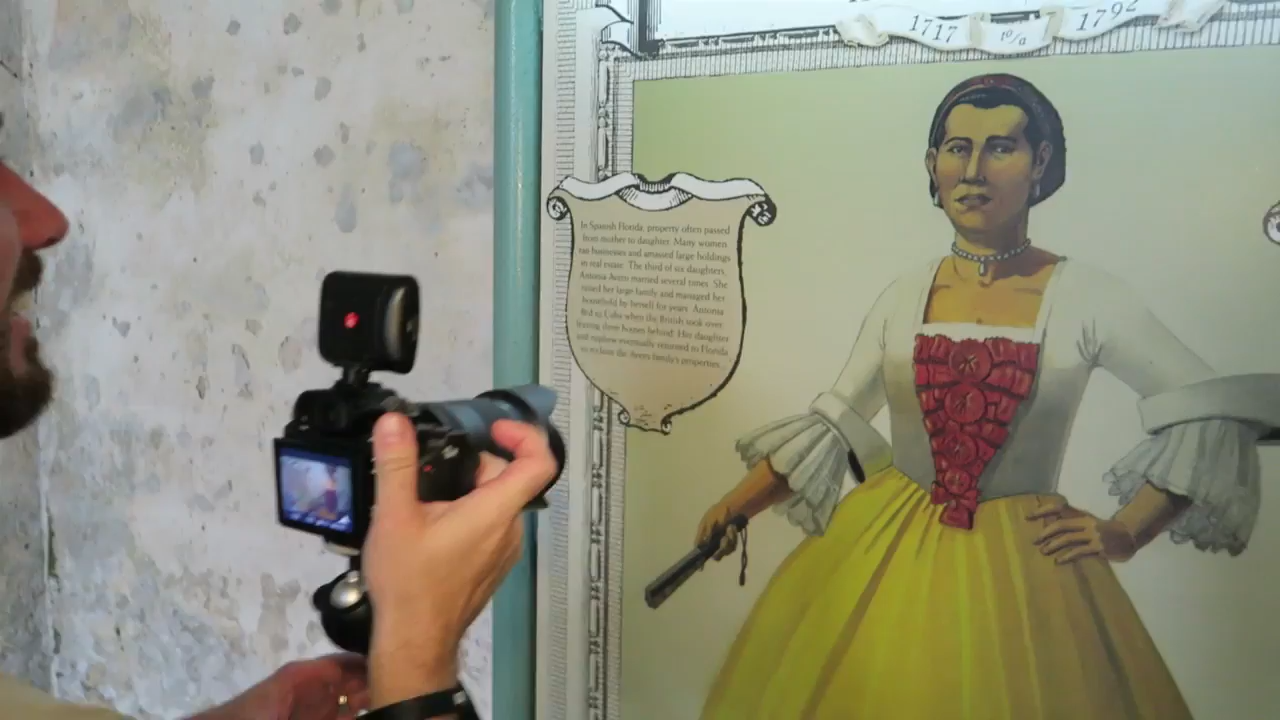 1717
1792
In Spanish Florida, property often passed
from mother to daughter. Many women
ran businesses and amassed large holdings
in real estate. The third of six daughters,
Antonia Avero married several times. She
raised her large family and managed her
household by herself for years. Antonia
fled to Cuba when the British took over
leaving three houses behind. Her daughter
and nephew eventually returned to Florida
to reclaim the Avero family's properties.